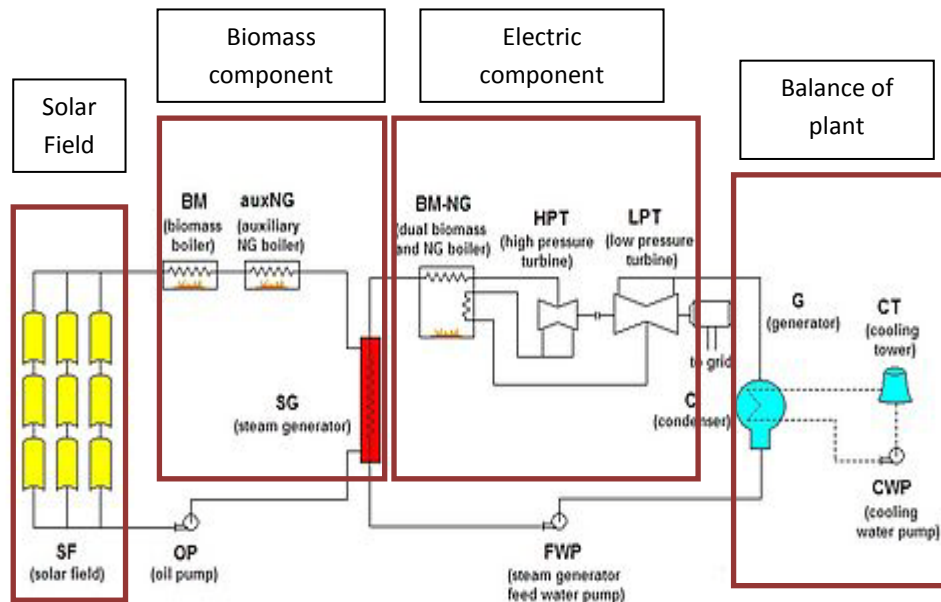 Biomass
component
Electric
component
Solar
Field
Balance of
plant
BM
(biomass
boiler)
auxNG
(auxiliary
NG boiler)
BM-NG
(dual biomass
and NG boiler)
HPT
(high pressure
turbine)
LPT
(low pressure
turbine)
G
(generator)
CT
(cooling
tower)
to grid
SG
(steam generator)
C
(condenser)
CWP
(cooling
water pump)
SF
(solar field)
OP
(oil pump)
FWP
(steam generator
feed water pump)